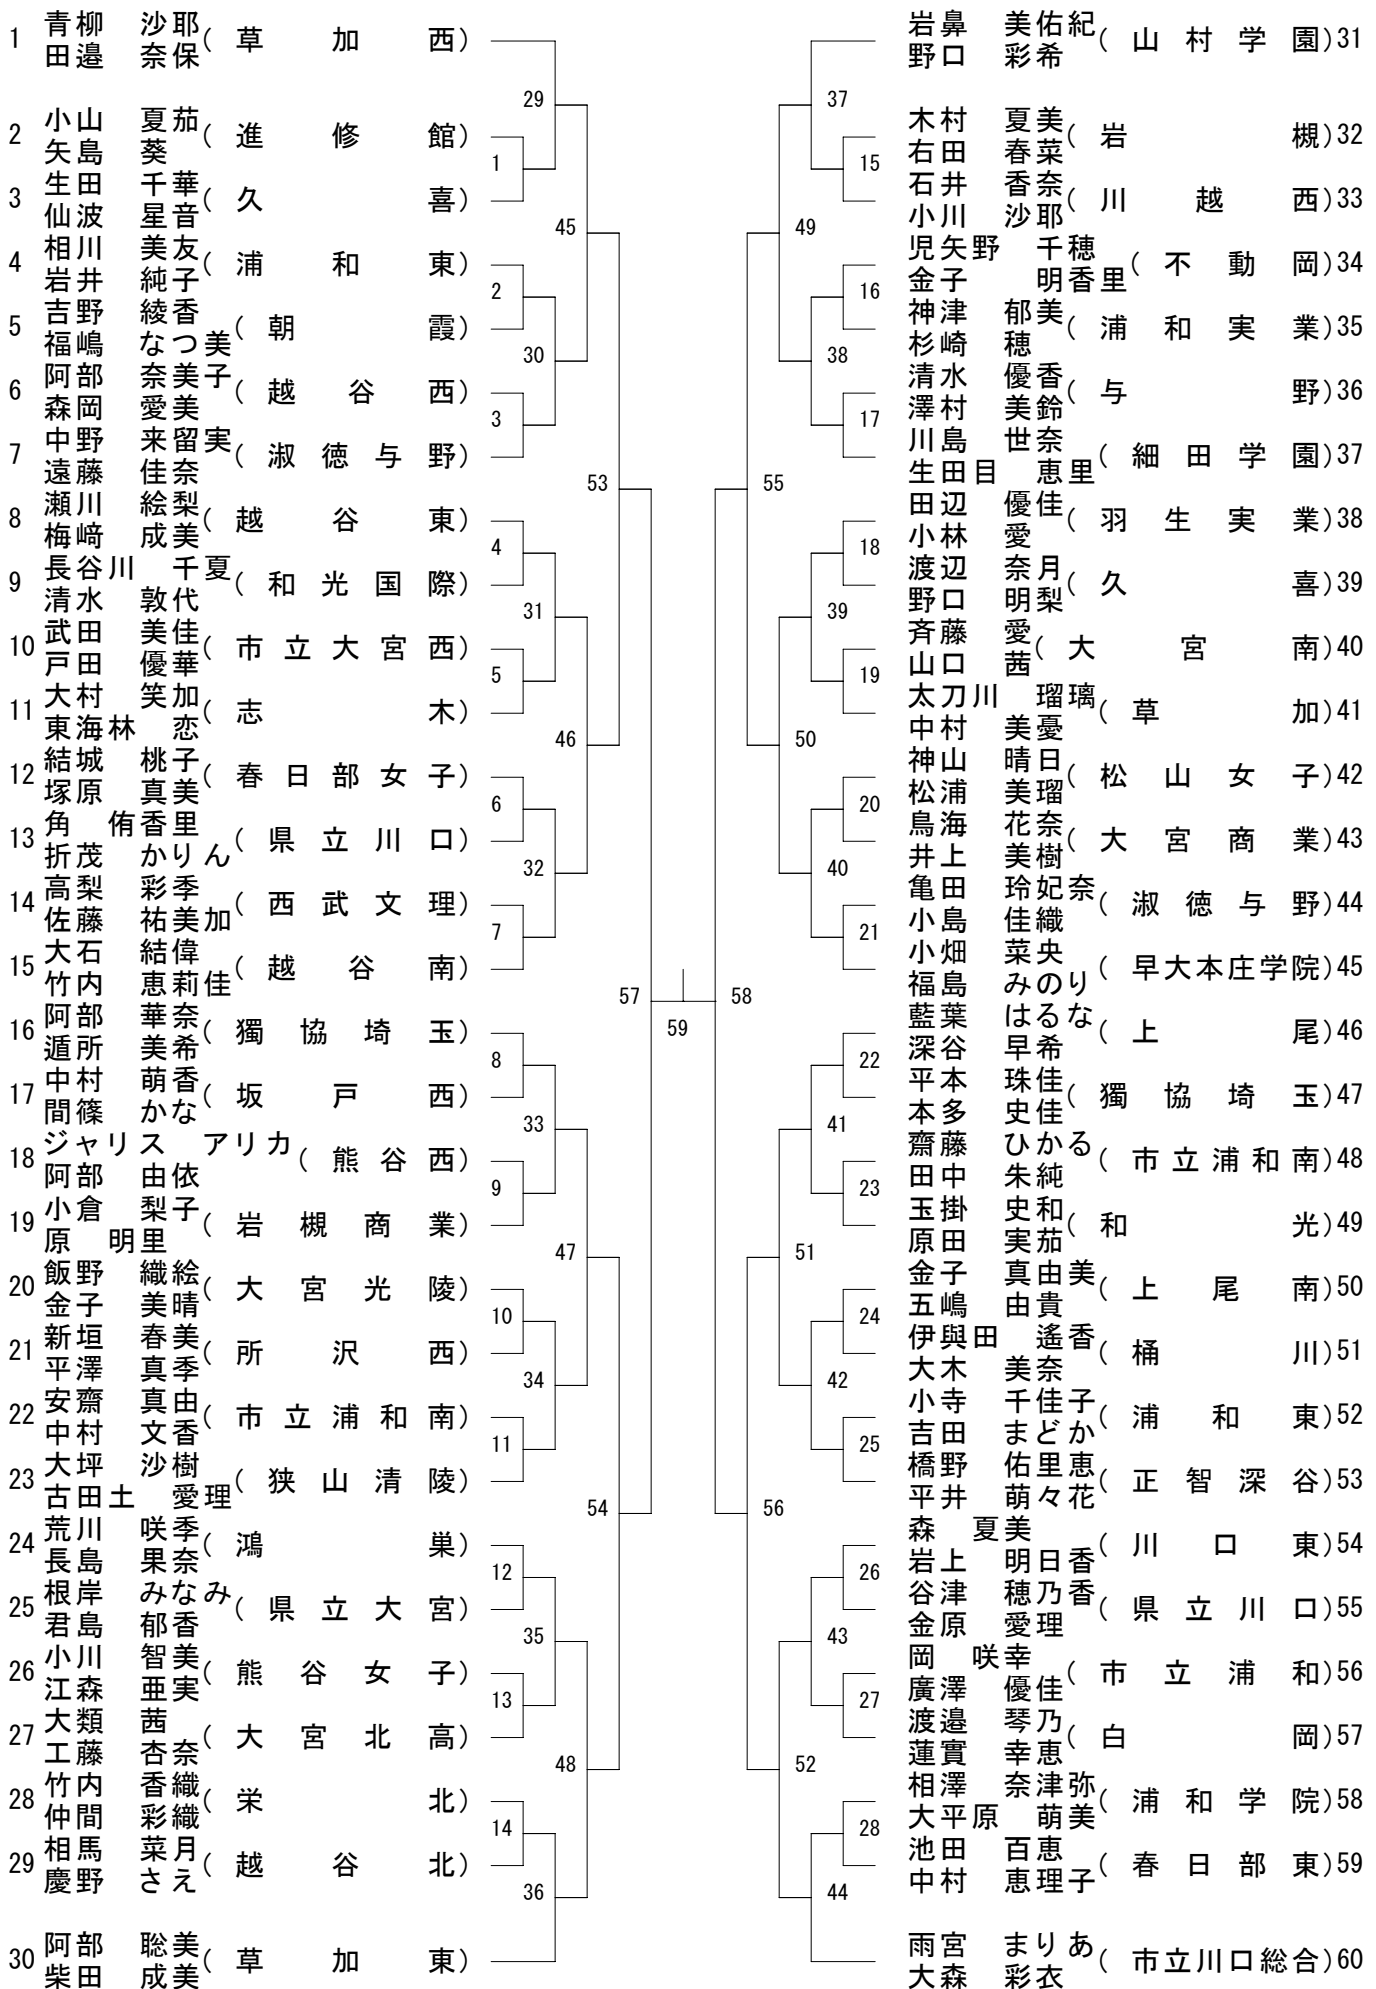 1 青柳 沙耶
田邉 奈保 (草加西)
2 小山 夏茄
矢島 葵 (進修館)
3 生田 千華
仙波 星音 (久喜)
4 相川 美友
岩井 純子 (浦和東)
5 吉野 綾香
福嶋 なつ美 (朝霞)
6 阿部 奈美子
森岡 愛美 (越谷西)
7 中野 来留実
遠藤 佳奈 (淑徳与野)
8 瀬川 絵梨
梅﨑 成美 (越谷東)
9 長谷川 千夏
清水 敦代 (和光国際)
10 武田 美佳
戸田 優華 (市立大宮西)
11 大村 笑加
東海林 恋 (志木)
12 結城 桃子
塚原 真美 (春日部女子)
13 角 侑香里
折茂 かりん (県立川口)
14 高梨 彩季
佐藤 祐美加 (西武文理)
15 大石 結偉
竹内 恵莉佳 (越谷南)
16 阿部 華奈
遁所 美希 (獨協埼玉)
17 中村 萌香
間篠 かな (坂戸西)
18 ジャリス アリカ
阿部 由依 (熊谷西)
19 小倉 梨子
原 明里 (岩槻商業)
20 飯野 織絵
金子 美晴 (大宮光陵)
21 新垣 春美
平澤 真季 (所沢西)
22 安齋 真由
中村 文香 (市立浦和南)
23 大坪 沙樹
古田土 愛理 (狭山清陵)
24 荒川 咲季
長島 果奈 (鴻巣)
25 根岸 みなみ
君島 郁香 (県立大宮)
26 小川 智美
江森 亜実 (熊谷女子)
27 大類 茜
工藤 杏奈 (大宮北高)
28 竹内 香織
仲間 彩織 (栄北)
29 相馬 菜月
慶野 さえ (越谷北)
30 阿部 聡美
柴田 成美 (草加東)
29
1
45
2
30
3
53
4
31
5
46
6
32
7
57
8
33
9
47
10
34
11
54
12
35
13
48
14
36
59
37
15
49
16
38
17
55
18
39
19
50
20
40
21
58
22
41
23
51
24
42
25
56
26
43
27
52
28
44
岩鼻 美佑紀
野口 彩希 (山村学園) 31
木村 夏美
右田 春菜 (岩槻) 32
石井 香奈
小川 沙耶 (川越西) 33
児矢野 千穂
金子 明香里 (不動岡) 34
神津 郁美
杉崎 穂 (浦和実業) 35
清水 優香
澤村 美鈴 (与野) 36
川島 世奈
生田目 恵里 (細田学園) 37
田辺 優佳
小林 愛 (羽生実業) 38
渡辺 奈月
野口 明梨 (久喜) 39
斉藤 愛
山口 茜 (大宮南) 40
太刀川 瑠璃
中村 美憂 (草加) 41
神山 晴日
松浦 美瑠 (松山女子) 42
鳥海 花奈
井上 美樹 (大宮商業) 43
亀田 玲妃奈
小島 佳織 (淑徳与野) 44
小畑 菜央
福島 みのり (早大本庄学院) 45
藍葉 はるな
深谷 早希 (上尾) 46
平本 珠佳
本多 史佳 (獨協埼玉) 47
齋藤 ひかる
田中 朱純 (市立浦和南) 48
玉掛 史和
原田 実茄 (和光) 49
金子 真由美
五嶋 由貴 (上尾南) 50
伊與田 遙香
大木 美奈 (桶川) 51
小寺 千佳子
吉田 まどか (浦和東) 52
橋野 佑里恵
平井 萌々花 (正智深谷) 53
森 夏美
岩上 明日香 (川口東) 54
谷津 穂乃香
金原 愛理 (県立川口) 55
岡 咲幸
廣澤 優佳 (市立浦和) 56
渡邉 琴乃
蓮實 幸恵 (白岡) 57
相澤 奈津弥
大平原 萌美 (浦和学院) 58
池田 百恵
中村 恵理子 (春日部東) 59
雨宮 まりあ
大森 彩衣 (市立川口総合) 60